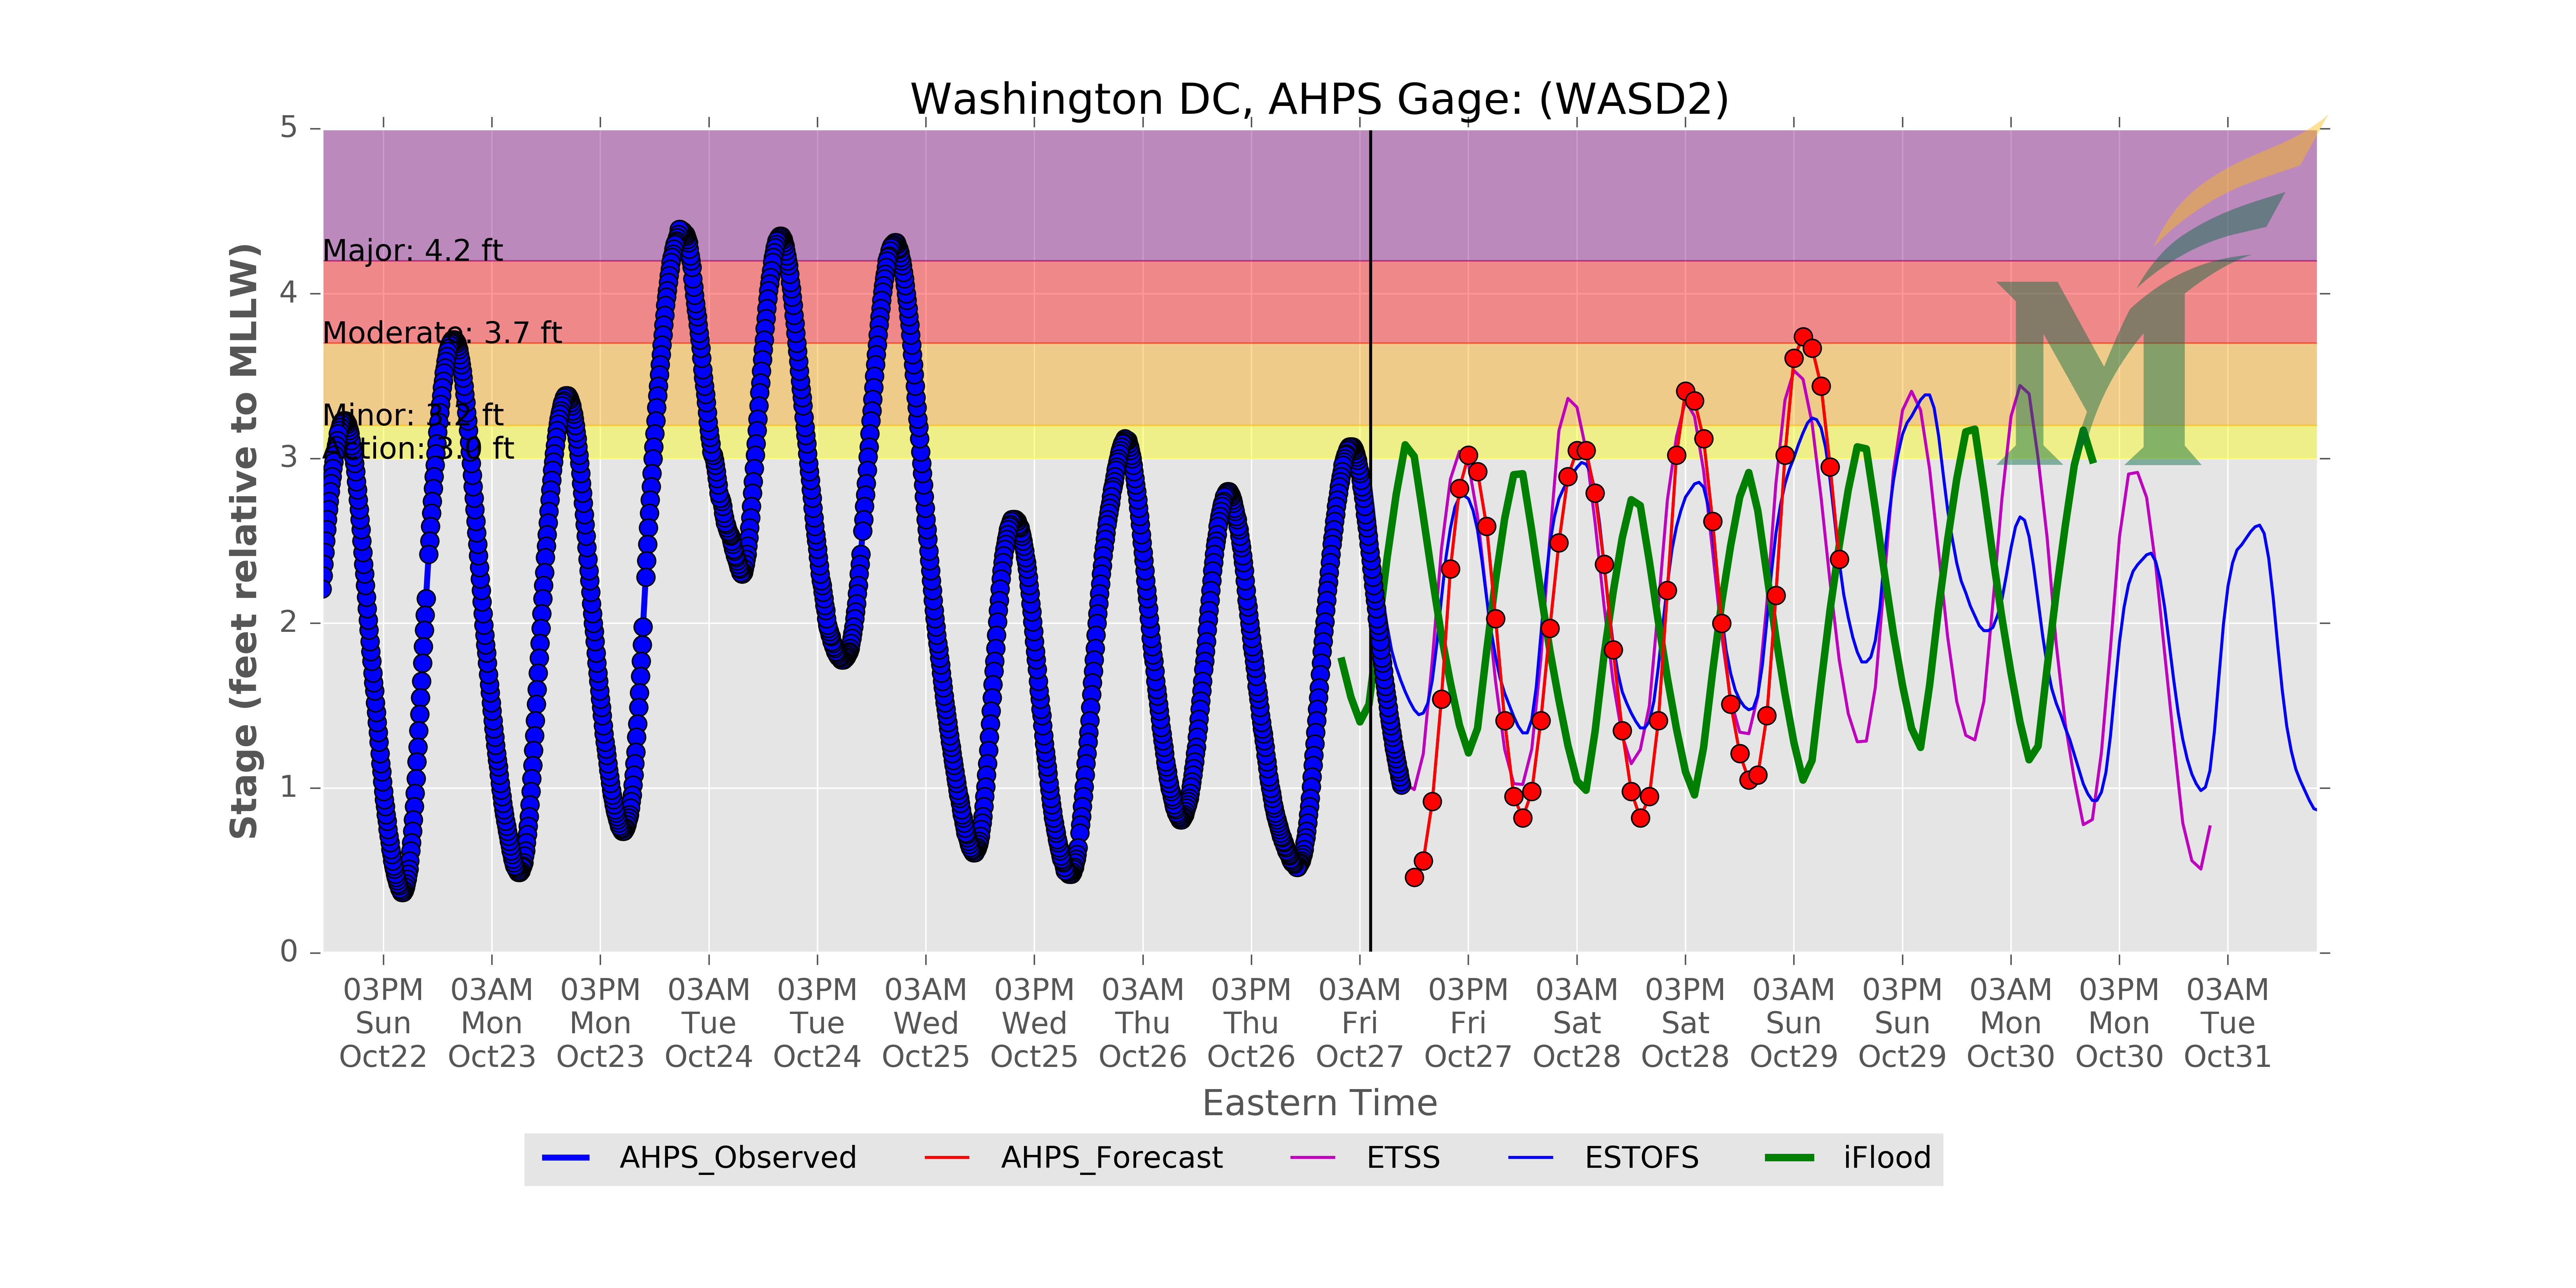 Washington DC, AHPS Gage: (WASD2)
Stage (feet relative to MLLW)
5
4
3
2
1
0
Major: 4.2 ft
Moderate: 3.7 ft
Minor: 3.2 ft
Action: 3.0 ft
03PM 03AM 03PM 03AM 03PM 03AM 03PM 03AM 03PM 03AM 03PM 03AM 03PM 03AM 03PM 03AM 03PM 03AM
Sun Mon Mon Tue Tue Wed Wed Thu Thu Fri Fri Sat Sat Sun Sun Mon Mon Tue
Oct22 Oct23 Oct23 Oct24 Oct24 Oct25 Oct25 Oct26 Oct26 Oct27 Oct27 Oct28 Oct28 Oct29 Oct29 Oct30 Oct30 Oct31
Eastern Time
AHPS_Observed AHPS_Forecast ETSS ESTOFS iFlood
M